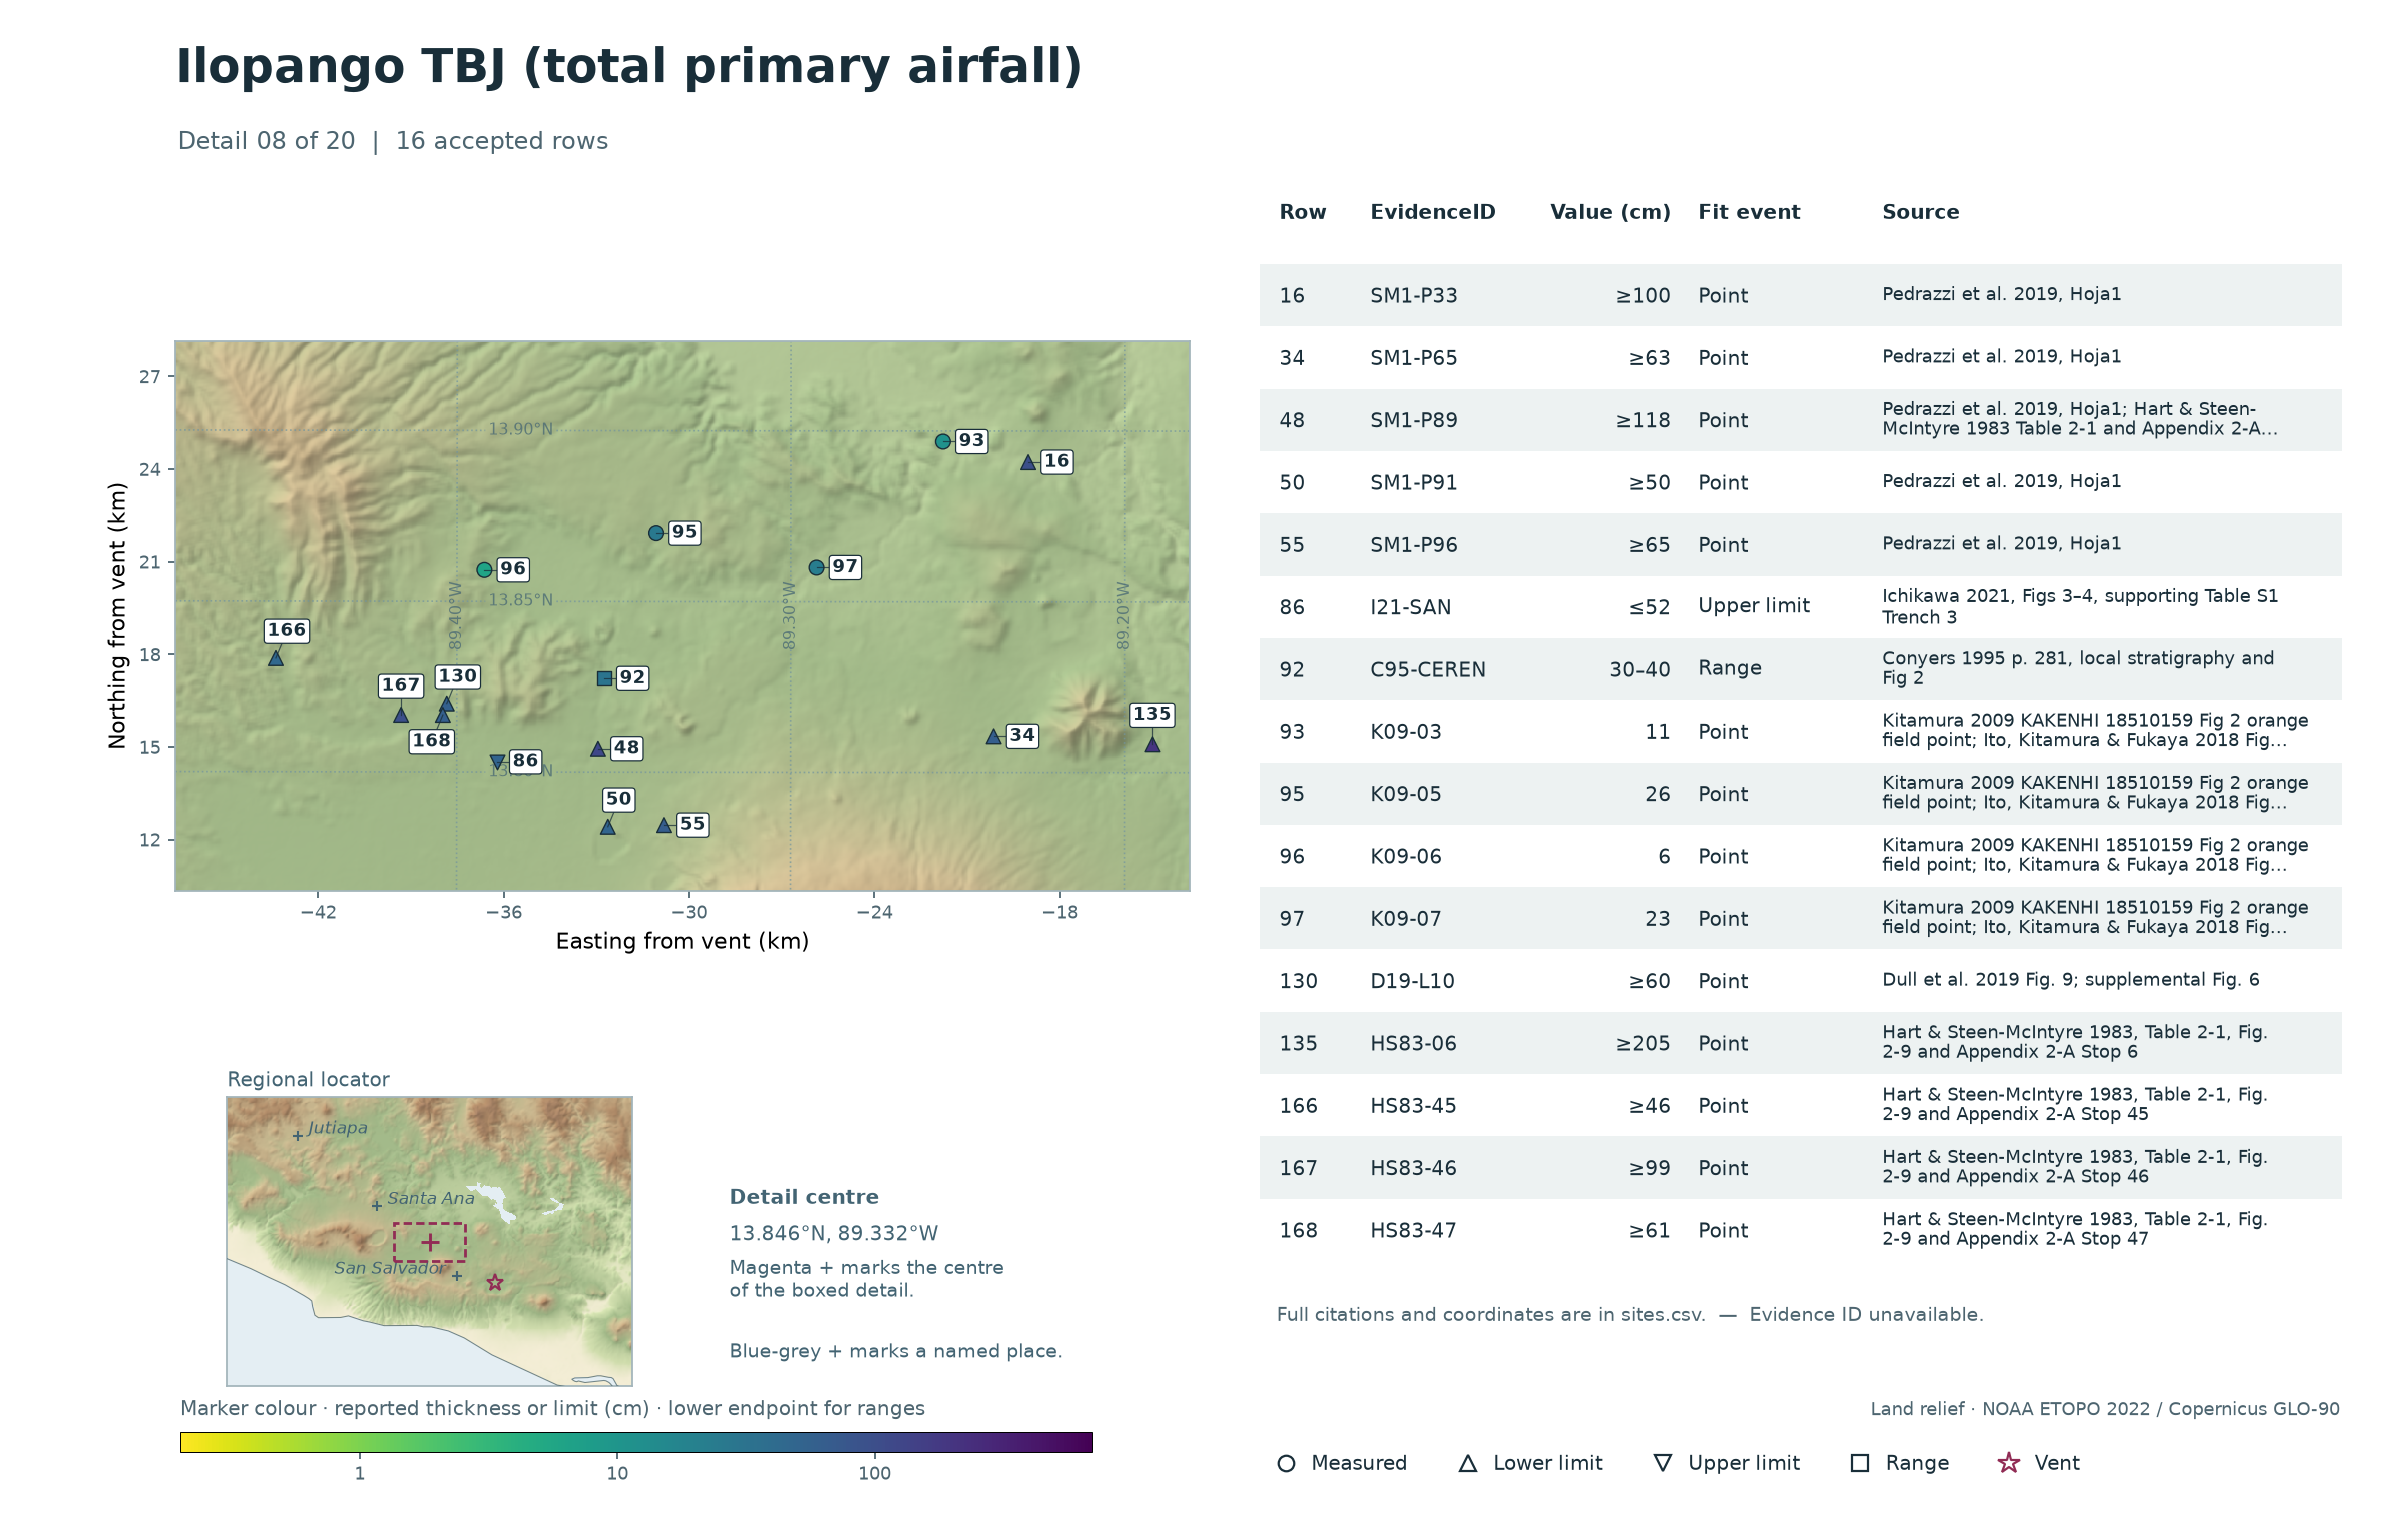 Ilopango TBJ (total primary airfall)
Detail 08 of 20 | 16 accepted rows
Northing from vent (km)
27
24
21
18
15
12
−42
−36
−30
−24
−18
Easting from vent (km)
13.90°N
13.85°N
89.40°W
89.30°W
89.20°W
93
16
95
96
97
166
167
130
168
92
135
34
48
86
50
55
Regional locator
Jutiapa
Santa Ana
San Salvador
Detail centre
13.846°N, 89.332°W
Magenta + marks the centre
of the boxed detail.
Blue-grey + marks a named place.
Marker colour · reported thickness or limit (cm) · lower endpoint for ranges
1
10
100
Row EvidenceID Value (cm) Fit event Source
16 SM1-P33 ≥100 Point Pedrazzi et al. 2019, Hoja1
34 SM1-P65 ≥63 Point Pedrazzi et al. 2019, Hoja1
48 SM1-P89 ≥118 Point Pedrazzi et al. 2019, Hoja1; Hart & Steen-
McIntyre 1983 Table 2-1 and Appendix 2-A…
50 SM1-P91 ≥50 Point Pedrazzi et al. 2019, Hoja1
55 SM1-P96 ≥65 Point Pedrazzi et al. 2019, Hoja1
86 I21-SAN ≤52 Upper limit Ichikawa 2021, Figs 3–4, supporting Table S1
Trench 3
92 C95-CEREN 30–40 Range Conyers 1995 p. 281, local stratigraphy and
Fig 2
93 K09-03 11 Point Kitamura 2009 KAKENHI 18510159 Fig 2 orange
field point; Ito, Kitamura & Fukaya 2018 Fig…
95 K09-05 26 Point Kitamura 2009 KAKENHI 18510159 Fig 2 orange
field point; Ito, Kitamura & Fukaya 2018 Fig…
96 K09-06 6 Point Kitamura 2009 KAKENHI 18510159 Fig 2 orange
field point; Ito, Kitamura & Fukaya 2018 Fig…
97 K09-07 23 Point Kitamura 2009 KAKENHI 18510159 Fig 2 orange
field point; Ito, Kitamura & Fukaya 2018 Fig…
130 D19-L10 ≥60 Point Dull et al. 2019 Fig. 9; supplemental Fig. 6
135 HS83-06 ≥205 Point Hart & Steen-McIntyre 1983, Table 2-1, Fig.
2-9 and Appendix 2-A Stop 6
166 HS83-45 ≥46 Point Hart & Steen-McIntyre 1983, Table 2-1, Fig.
2-9 and Appendix 2-A Stop 45
167 HS83-46 ≥99 Point Hart & Steen-McIntyre 1983, Table 2-1, Fig.
2-9 and Appendix 2-A Stop 46
168 HS83-47 ≥61 Point Hart & Steen-McIntyre 1983, Table 2-1, Fig.
2-9 and Appendix 2-A Stop 47
Full citations and coordinates are in sites.csv. — Evidence ID unavailable.
Land relief · NOAA ETOPO 2022 / Copernicus GLO-90
Measured
Lower limit
Upper limit
Range
Vent